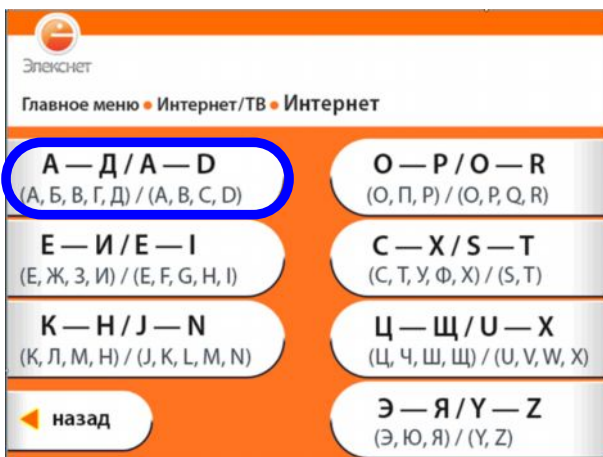 Элекснет
Главное меню • Интернет/ТВ • Интернет
А — Д / A — D
(А, Б, В, Г, Д) / (A, B, C, D)
Е — И / E — I
(Е, Ж, З, И) / (E, F, G, H, I)
К — Н / J — N
(К, Л, М, Н) / (J, K, L, M, N)
назад
О — Р / O — R
(О, П, Р) / (O, P, Q, R)
С — Х / S — T
(С, Т, У, Ф, Х) / (S, T)
Ц — Щ / U — X
(Ц, Ч, Ш, Щ) / (U, V, W, X)
Э — Я / Y — Z
(Э, Ю, Я) / (Y, Z)